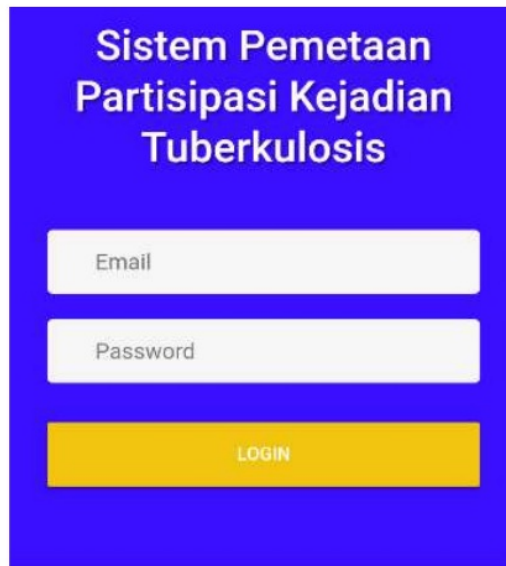 Sistem Pemetaan
Partisipasi Kejadian
Tuberkulosis
Email
Password
LOGIN